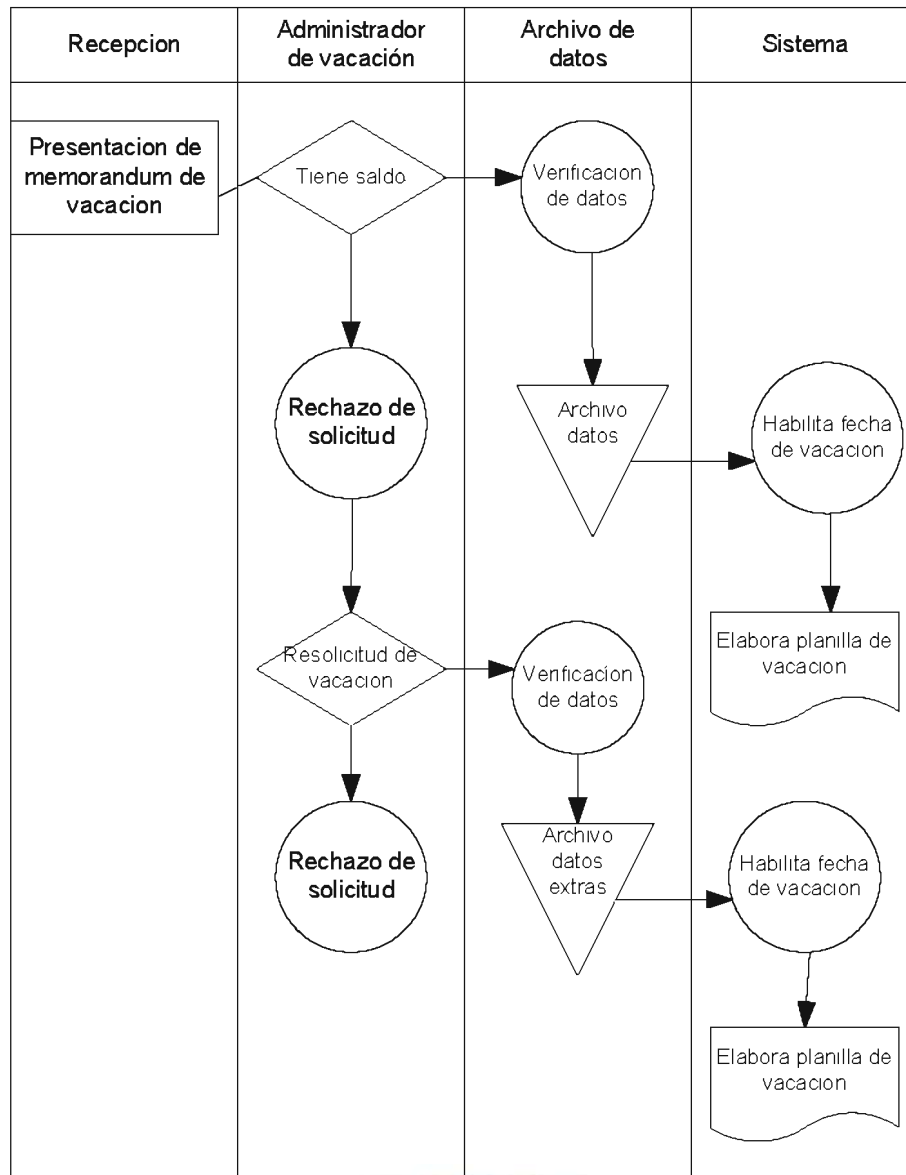 Recepcion
Administrador
de vacación
Archivo de
datos
Sistema
Presentacion de
memorandum de
vacacion
Tiene saldo
Verificacion
de datos
Rechazo de
solicitud
Archivo
datos
Habilita fecha
de vacacion
Resolicitud de
vacacion
Verificacíon
de datos
Elabora planilla de
vacacion
Rechazo de
solicitud
Archivo
datos
extras
Habilita fecha
de vacacion
Elabora planilla de
vacacion